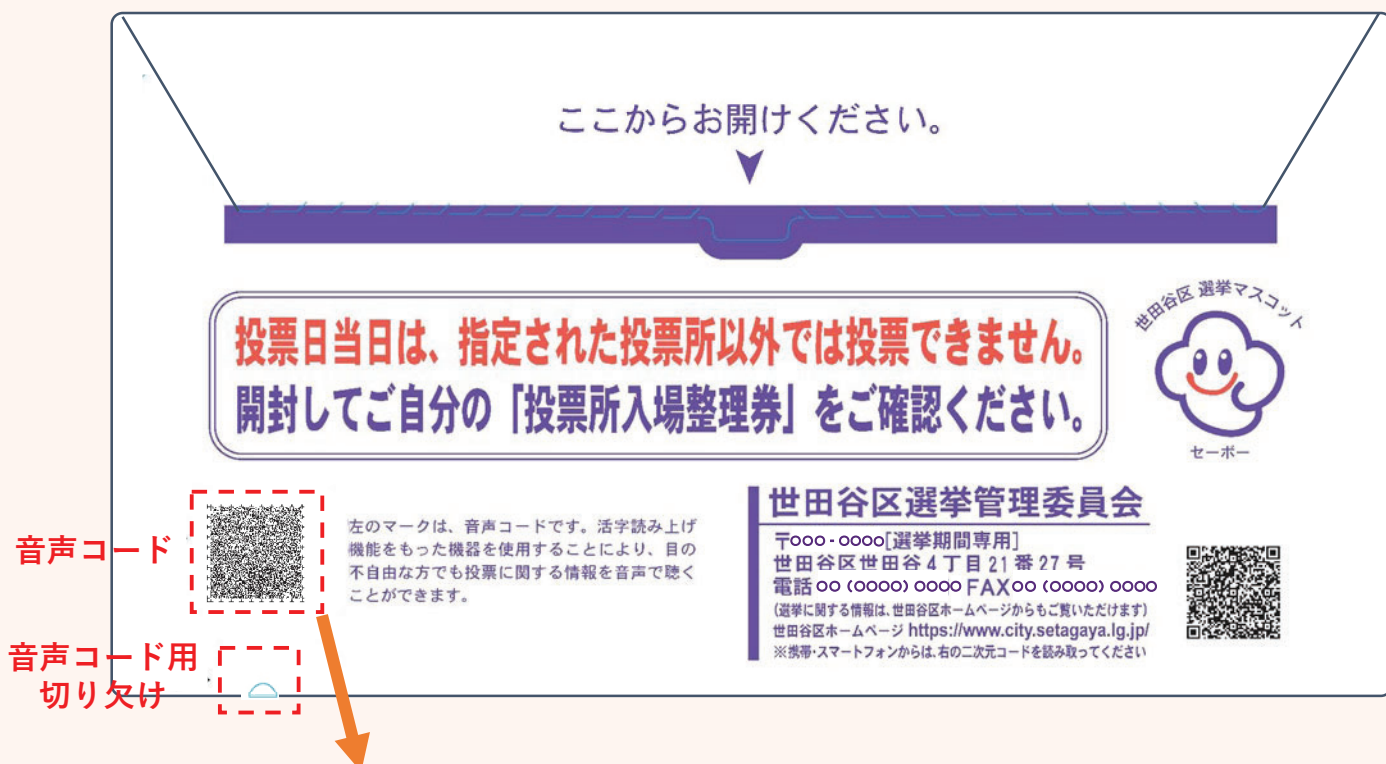 ここからお開けください。
世田谷区 選挙マスコット
投票日当日は、指定された投票所以外では投票できません。
開封してご自分の「投票所入場整理券」をご確認ください。
セーボー
音声コード
左のマークは、音声コードです。活字読み上げ
機能をもった機器を使用することにより、目の
不自由な方でも投票に関する情報を音声で聴く
ことができます。
音声コード用
切り欠け
世田谷区選挙管理委員会
〒000-0000[選挙期間専用]
世田谷区世田谷4丁目21番27号
電話00(0000)0000 FAX00(0000)0000
(選挙に関する情報は、世田谷区ホームページからもご覧いただけます)
世田谷区ホームページ https://www.city.setagaya.lg.jp/
※携帯・スマートフォンからは、右の二次元コードを読み取ってください